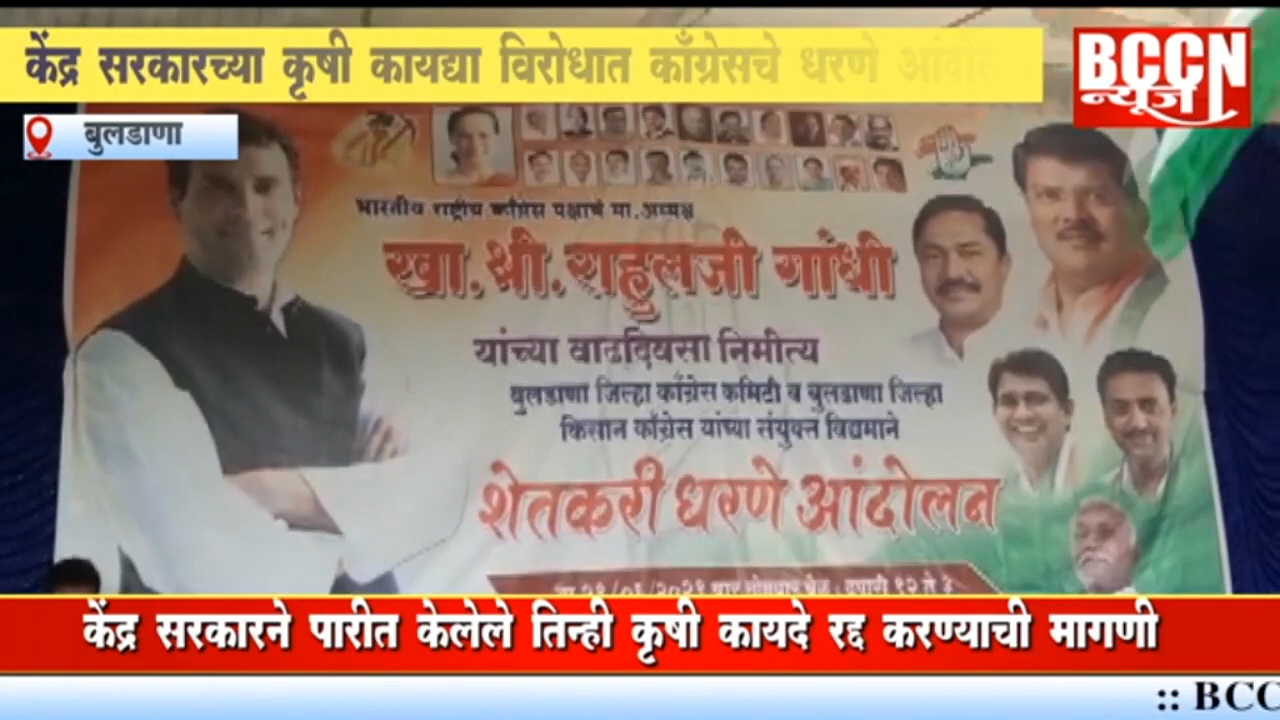 केंद्र सरकारच्या कृषी कायद्या विरोधात काँग्रेसचे धरणे आंदोल
BCCN
न्यूज
बुलडाणा
भारतीय राष्ट्रीय काँग्रेस पक्षाचे मा.अध्यक्ष
खा.श्री.राहुलजी गांधी
यांच्या वाढदिवसा निमीत्य
बुलडाणा जिल्हा काँग्रेस कमिटी व बुलडाणा जिल्हा
किसान काँग्रेस यांच्या संयुक्त विद्यमाने
शेतकरी धरणे आंदोलन
केंद्र सरकारने पारीत केलेले तिन्ही कृषी कायदे रद्द करण्याची मागणी
:: BCC